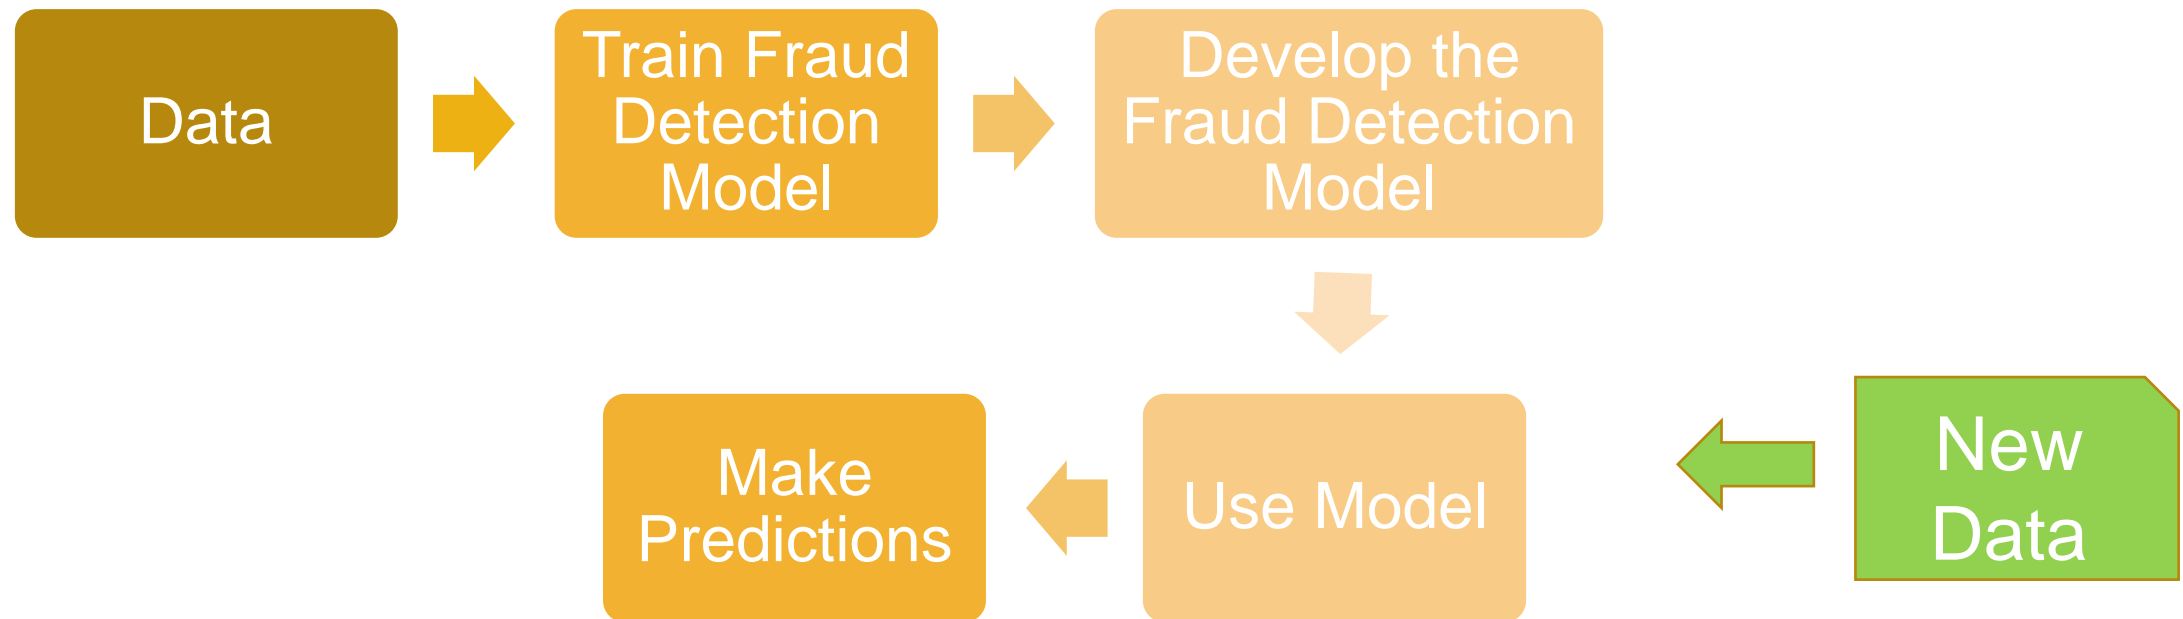 Data
Train Fraud
Detection
Model
Develop the
Fraud Detection
Model
Make
Predictions
Use Model
New
Data